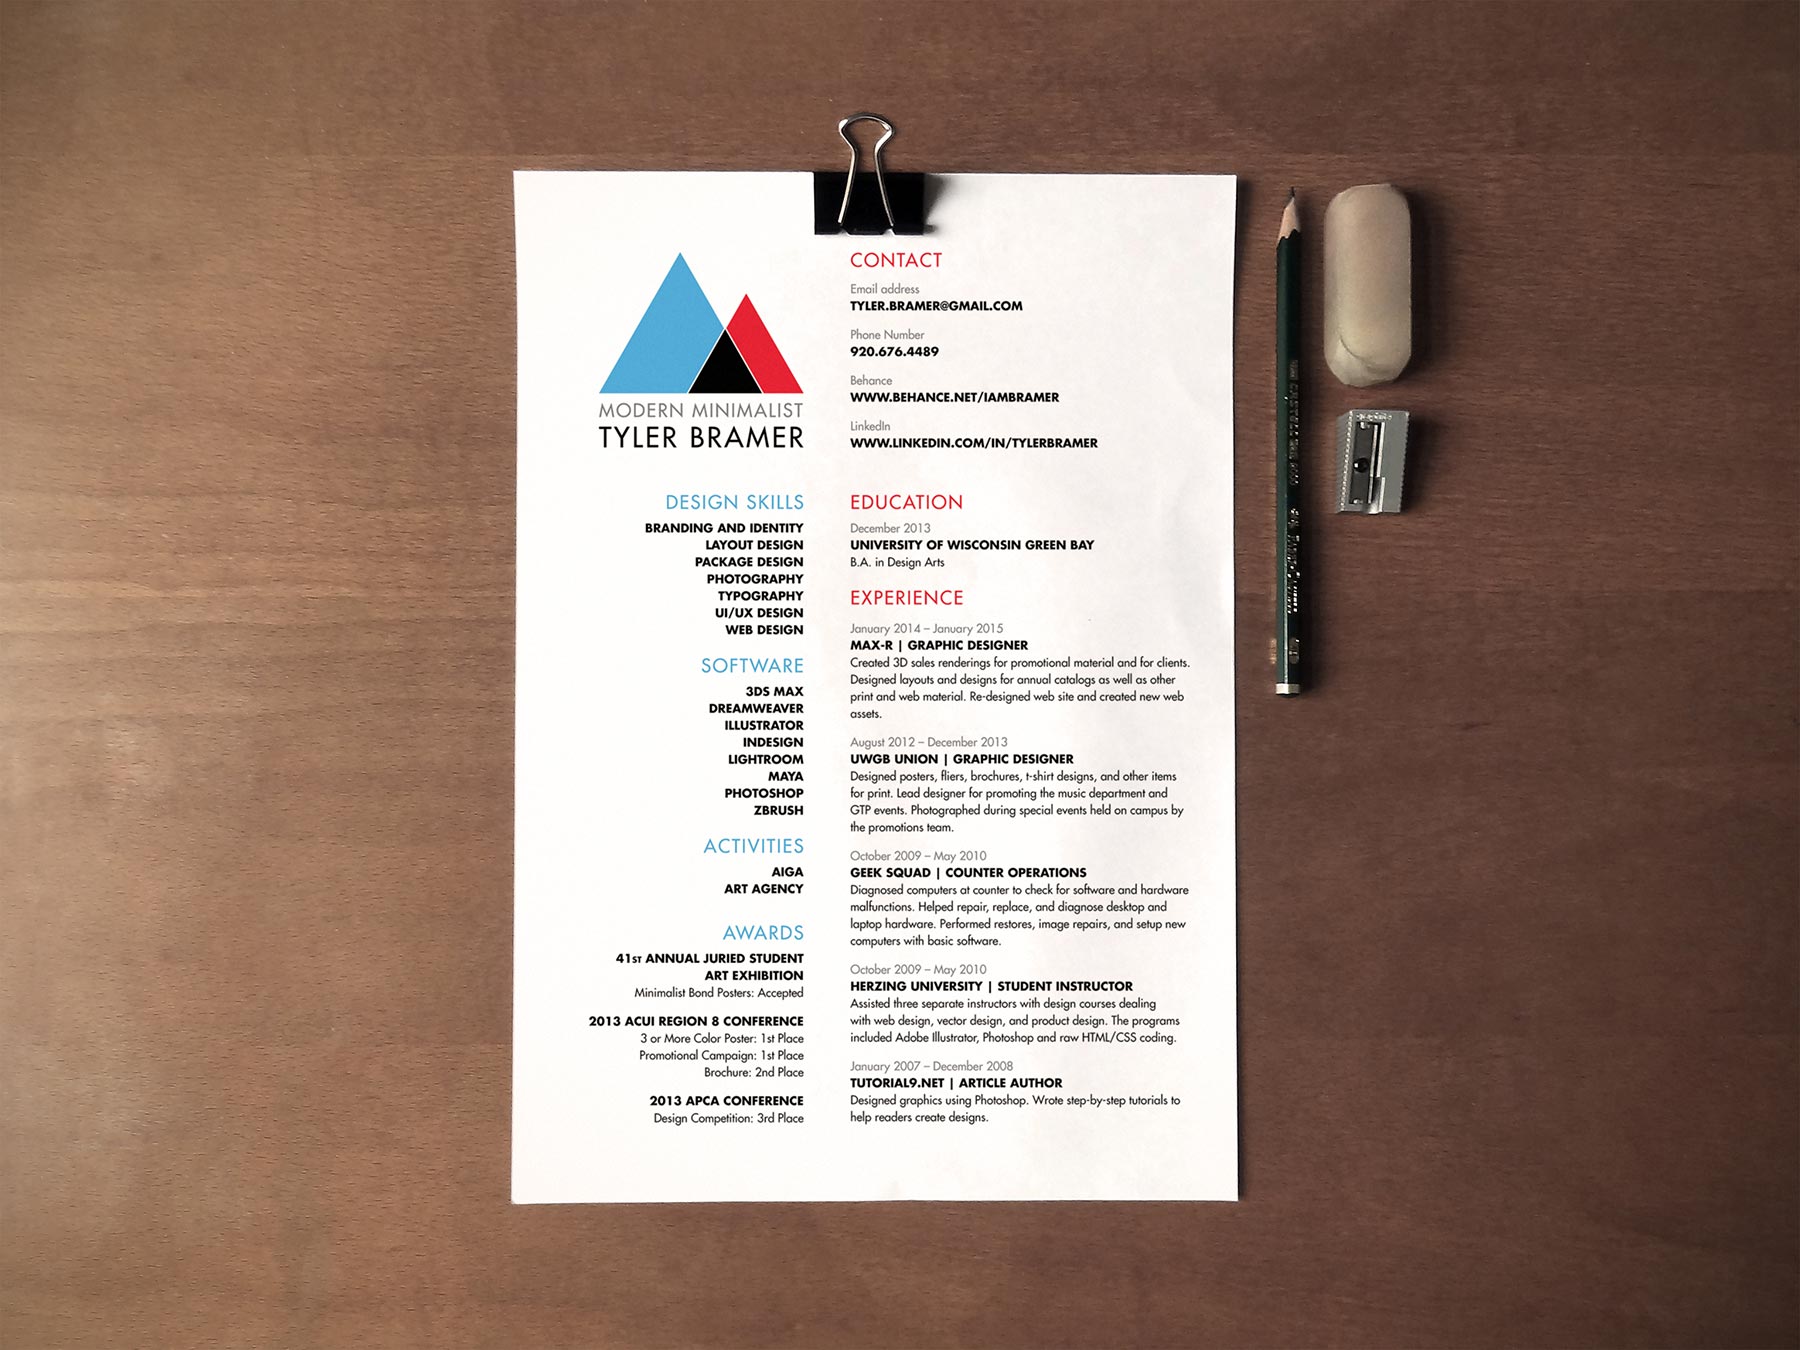 MODERN MINIMALIST
TYLER BRAMER
DESIGN SKILLS
BRANDING AND IDENTITY
LAYOUT DESIGN
PACKAGE DESIGN
PHOTOGRAPHY
TYPOGRAPHY
UI/UX DESIGN
WEB DESIGN
SOFTWARE
3DS MAX
DREAMWEAVER
ILLUSTRATOR
INDESIGN
LIGHTROOM
MAYA
PHOTOSHOP
ZBRUSH
ACTIVITIES
AIGA
ART AGENCY
AWARDS
41ST ANNUAL JURIED STUDENT
ART EXHIBITION
Minimalist Bond Posters: Accepted
2013 ACUI REGION 8 CONFERENCE
3 or More Color Poster: 1st Place
Promotional Campaign: 1st Place
Brochure: 2nd Place
2013 APCA CONFERENCE
Design Competition: 3rd Place
CONTACT
Email address
TYLER.BRAMER@GMAIL.COM
Phone Number
920.676.4489
Behance
WWW.BEHANCE.NET/IAMBRAMER
LinkedIn
WWW.LINKEDIN.COM/IN/TYLERBRAMER
EDUCATION
December 2013
UNIVERSITY OF WISCONSIN GREEN BAY
B.A. in Design Arts
EXPERIENCE
January 2014 – January 2015
MAX-R | GRAPHIC DESIGNER
Created 3D sales renderings for promotional material and for clients.
Designed layouts and designs for annual catalogs as well as other
print and web material. Re-designed web site and created new web
assets.
August 2012 – December 2013
UWGB UNION | GRAPHIC DESIGNER
Designed posters, fliers, brochures, t-shirt designs, and other items
for print. Lead designer for promoting the music department and
GTP events. Photographed during special events held on campus by
the promotions team.
October 2009 – May 2010
GEEK SQUAD | COUNTER OPERATIONS
Diagnosed computers at counter to check for software and hardware
malfunctions. Helped repair, replace, and diagnose desktop and
laptop hardware. Performed restores, image repairs, and setup new
computers with basic software.
October 2009 – May 2010
HERZING UNIVERSITY | STUDENT INSTRUCTOR
Assisted three separate instructors with design courses dealing
with web design, vector design, and product design. The programs
included Adobe Illustrator, Photoshop and raw HTML/CSS coding.
January 2007 – December 2008
TUTORIAL9.NET | ARTICLE AUTHOR
Designed graphics using Photoshop. Wrote step-by-step tutorials to
help readers create designs.